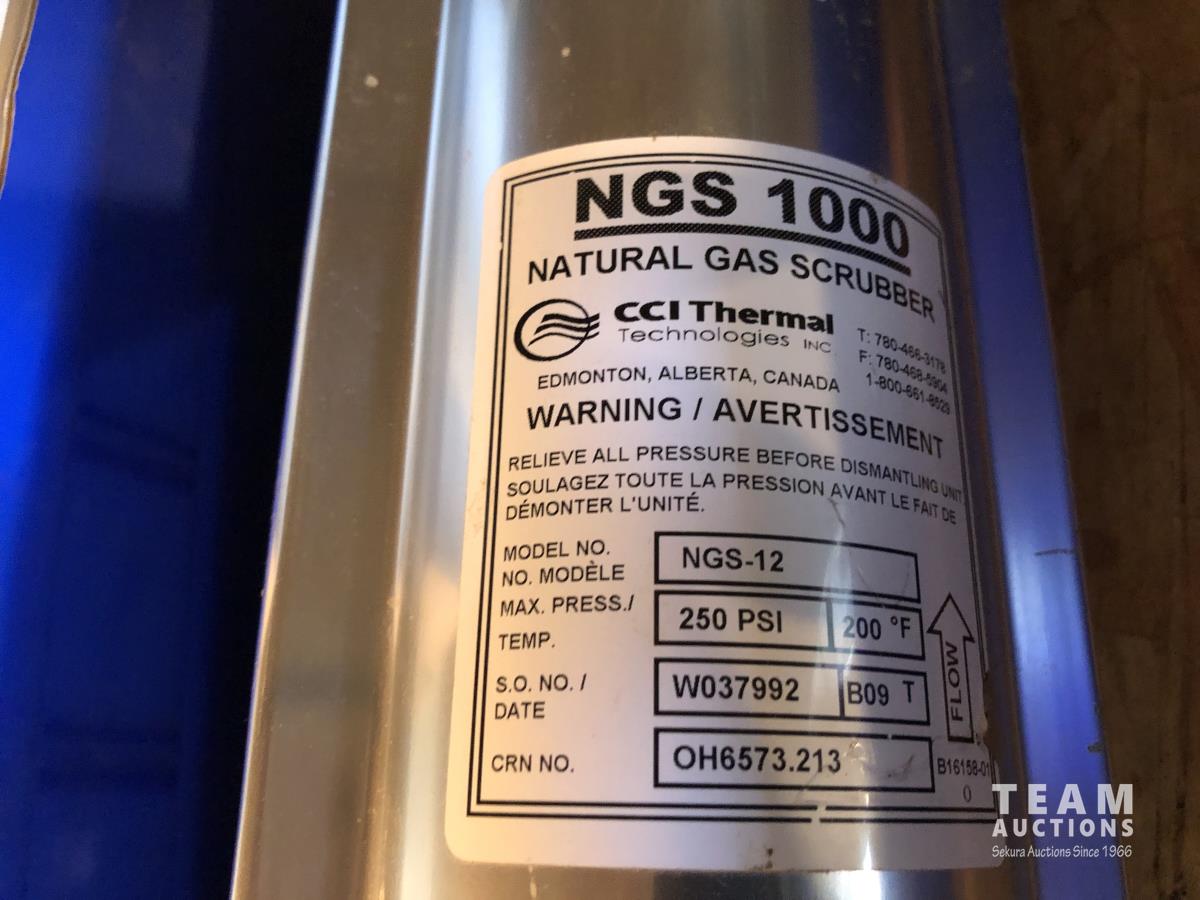 NGS 1000
NATURAL GAS SCRUBBER
CCI Thermal
Technologies INC.
T: 780-466-3178
F: 780-468-5904
1-800-661-8529
EDMONTON, ALBERTA, CANADA
WARNING / AVERTISSEMENT
RELIEVE ALL PRESSURE BEFORE DISMANTLING UNIT
SOULAGEZ TOUTE LA PRESSION AVANT LE FAIT DE
DÉMONTER L'UNITÉ.
MODEL NO.
NO. MODÈLE
NGS-12
MAX. PRESS./
TEMP.
250 PSI
200 °F
S.O. NO. /
DATE
W037992
B09 T
CRN NO.
OH6573.213
FLOW
B16158-01
0
TEAM
AUCTIONS
Sekura Auctions Since 1966